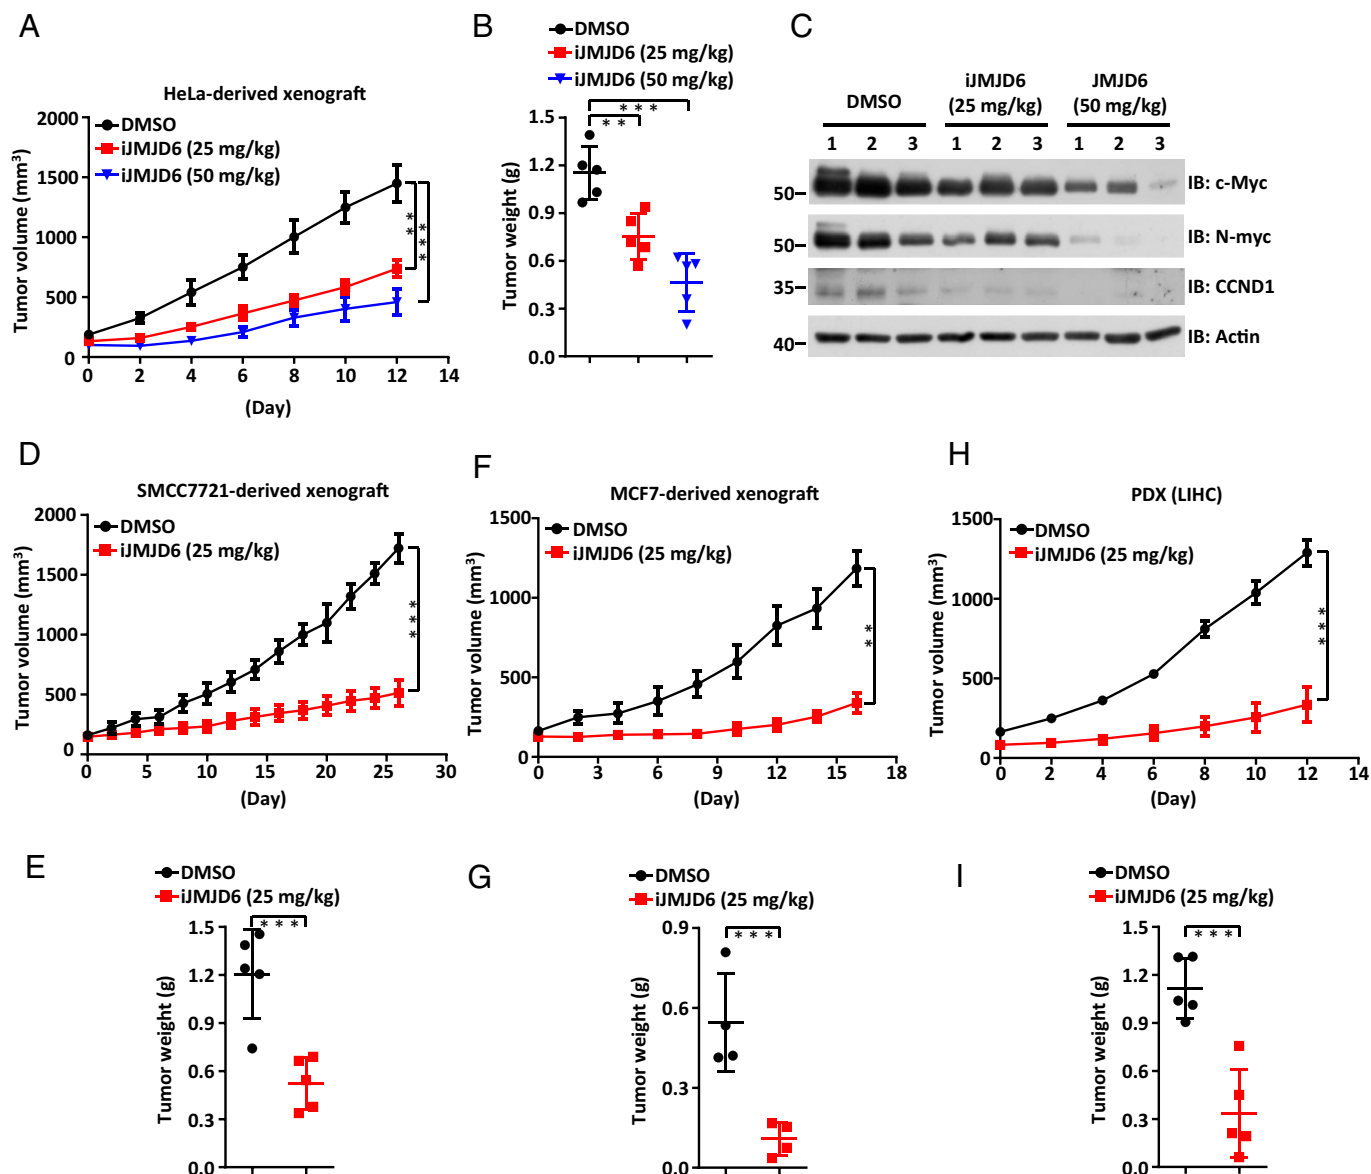 A
HeLa-derived xenograft
DMSO
iJMJD6 (25 mg/kg)
iJMJD6 (50 mg/kg)
Tumor volume (mm³)
2000
1500
1000
500
0
0 2 4 6 8 10 12 14
(Day)
** ***
B
DMSO
iJMJD6 (25 mg/kg)
iJMJD6 (50 mg/kg)
***
**
Tumor weight (g)
1.5
1.2
0.9
0.6
0.3
0.0
C
DMSO
iJMJD6 (25 mg/kg)
JMJD6 (50 mg/kg)
1 2 3 1 2 3 1 2 3
50 IB: c-Myc
50 IB: N-myc
35 IB: CCND1
40 IB: Actin
D
SMCC7721-derived xenograft
DMSO
iJMJD6 (25 mg/kg)
Tumor volume (mm³)
2000
1500
1000
500
0
0 5 10 15 20 25 30
(Day)
***
F
MCF7-derived xenograft
DMSO
iJMJD6 (25 mg/kg)
Tumor volume (mm³)
1500
1000
500
0
0 3 6 9 12 15 18
(Day)
**
H
PDX (LIHC)
DMSO
iJMJD6 (25 mg/kg)
Tumor volume (mm³)
1500
1000
500
0
0 2 4 6 8 10 12 14
(Day)
***
E
DMSO
iJMJD6 (25 mg/kg)
***
Tumor weight (g)
1.5
1.2
0.9
0.6
0.3
0.0
G
DMSO
iJMJD6 (25 mg/kg)
***
Tumor weight (g)
0.9
0.6
0.3
0.0
I
DMSO
iJMJD6 (25 mg/kg)
***
Tumor weight (g)
1.5
1.2
0.9
0.6
0.3
0.0